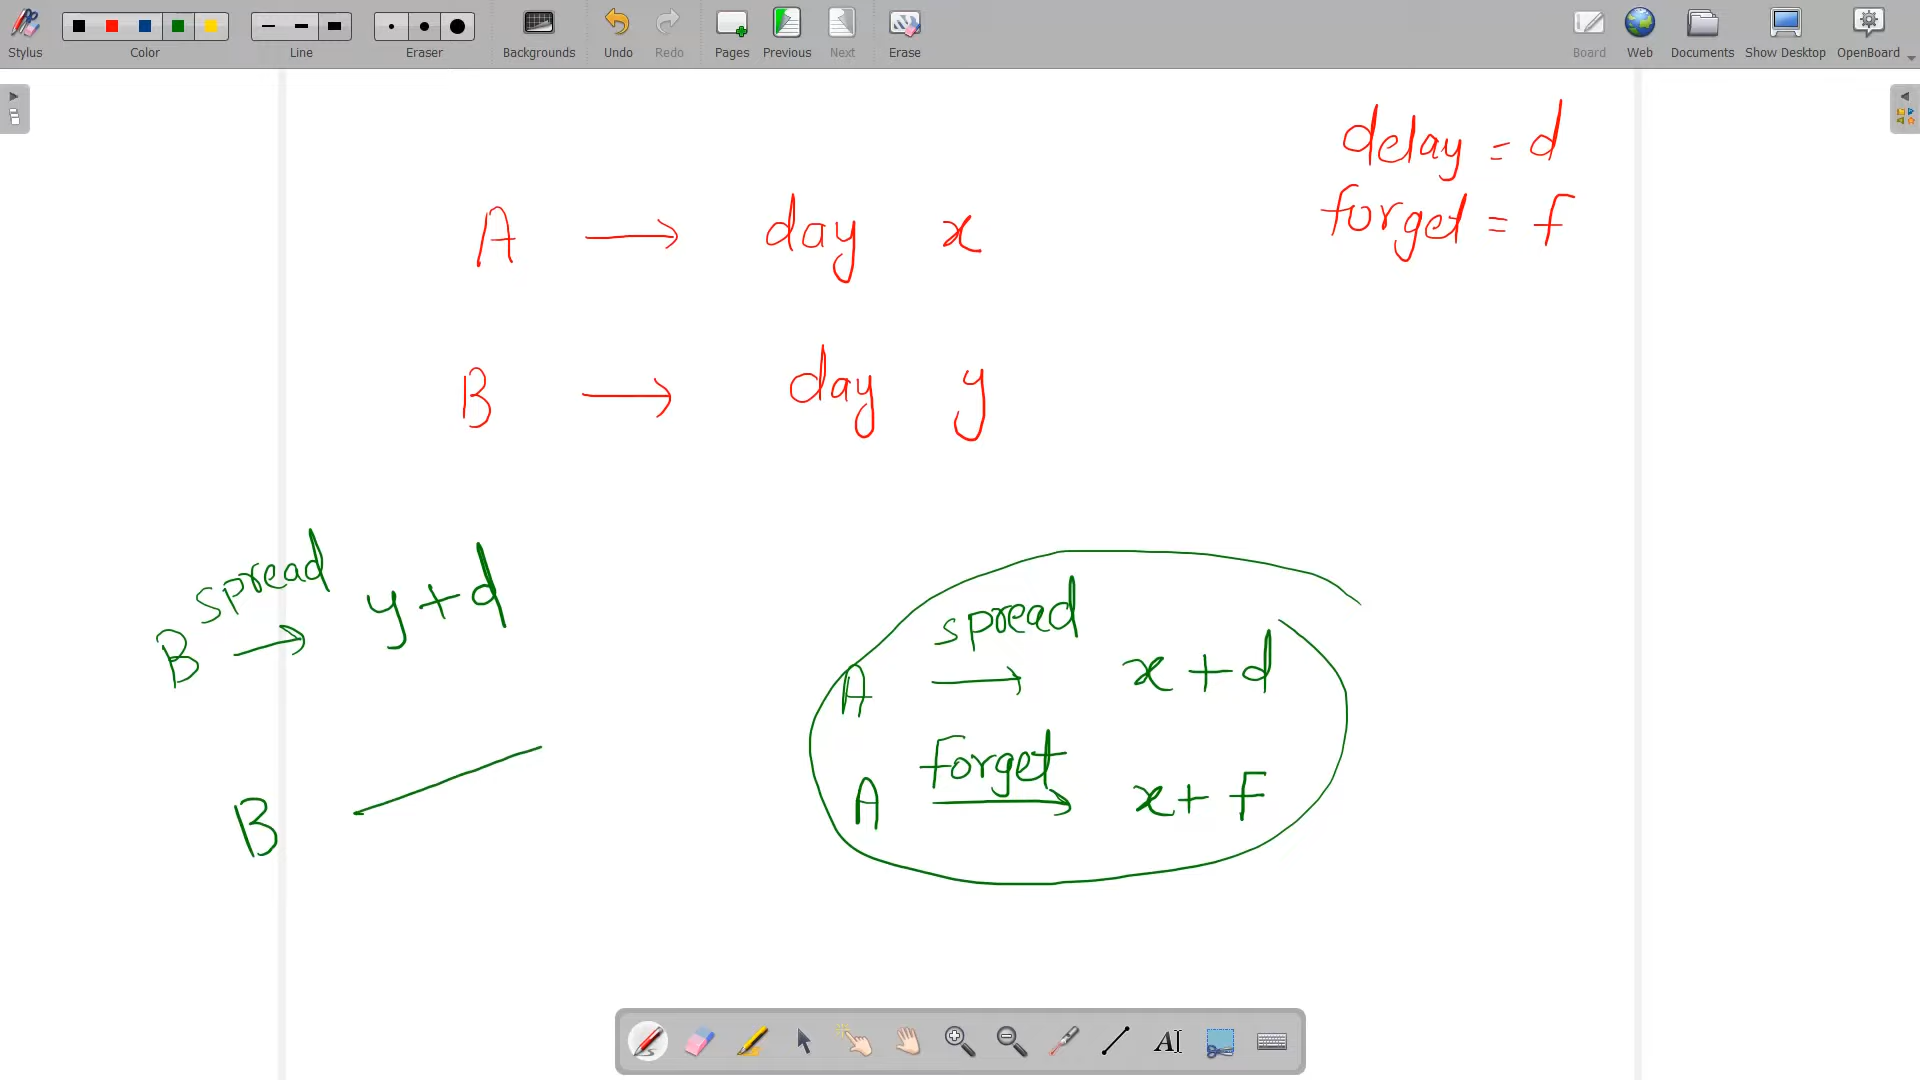 Stylus
Color
Line
Eraser
Backgrounds
Undo
Redo
Pages
Previous
Next
Erase
Board
Web
Documents
Show Desktop
OpenBoard
delay = d
forget = f
A → day x
B → day y
B spread → y+d
B
A spread → x + d
A Forget → x + F
AI